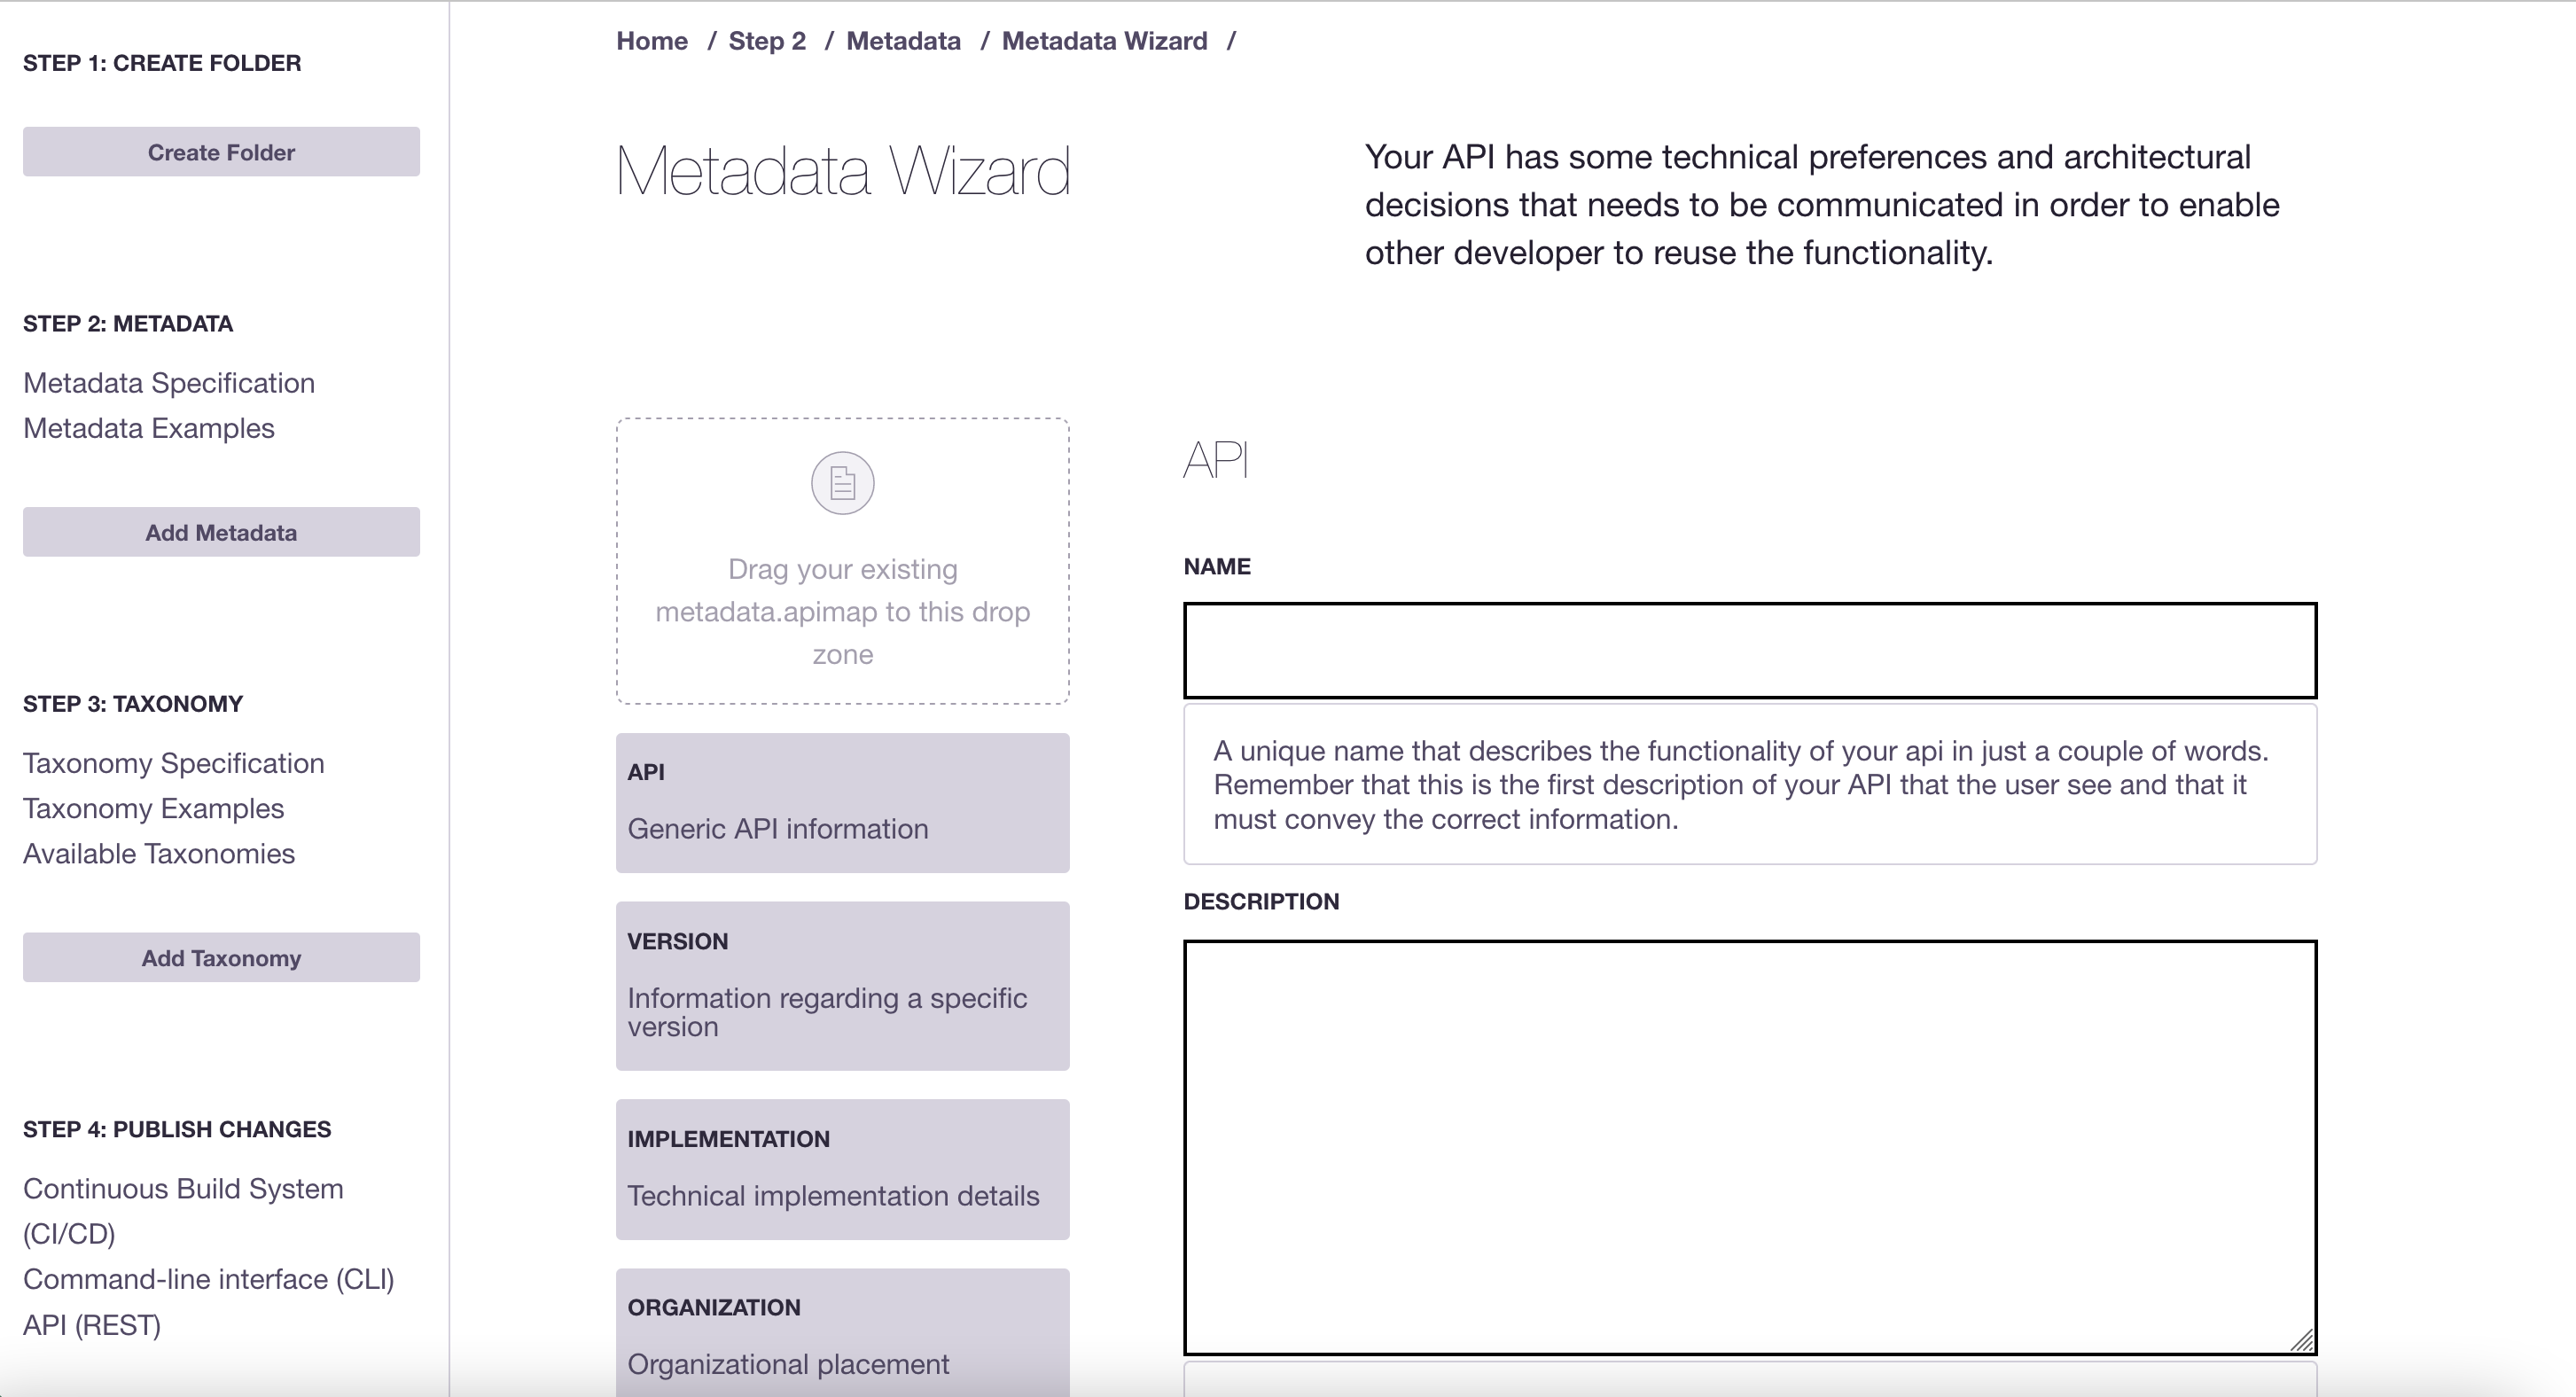 STEP 1: CREATE FOLDER
Create Folder
STEP 2: METADATA
Metadata Specification
Metadata Examples
Add Metadata
STEP 3: TAXONOMY
Taxonomy Specification
Taxonomy Examples
Available Taxonomies
Add Taxonomy
STEP 4: PUBLISH CHANGES
Continuous Build System
(CI/CD)
Command-line interface (CLI)
API (REST)
Home / Step 2 / Metadata / Metadata Wizard /
Metadata Wizard
Your API has some technical preferences and architectural
decisions that needs to be communicated in order to enable
other developer to reuse the functionality.
Drag your existing
metadata.apimap to this drop
zone
API
Generic API information
VERSION
Information regarding a specific
version
IMPLEMENTATION
Technical implementation details
ORGANIZATION
Organizational placement
API
NAME
A unique name that describes the functionality of your api in just a couple of words.
Remember that this is the first description of your API that the user see and that it
must convey the correct information.
DESCRIPTION